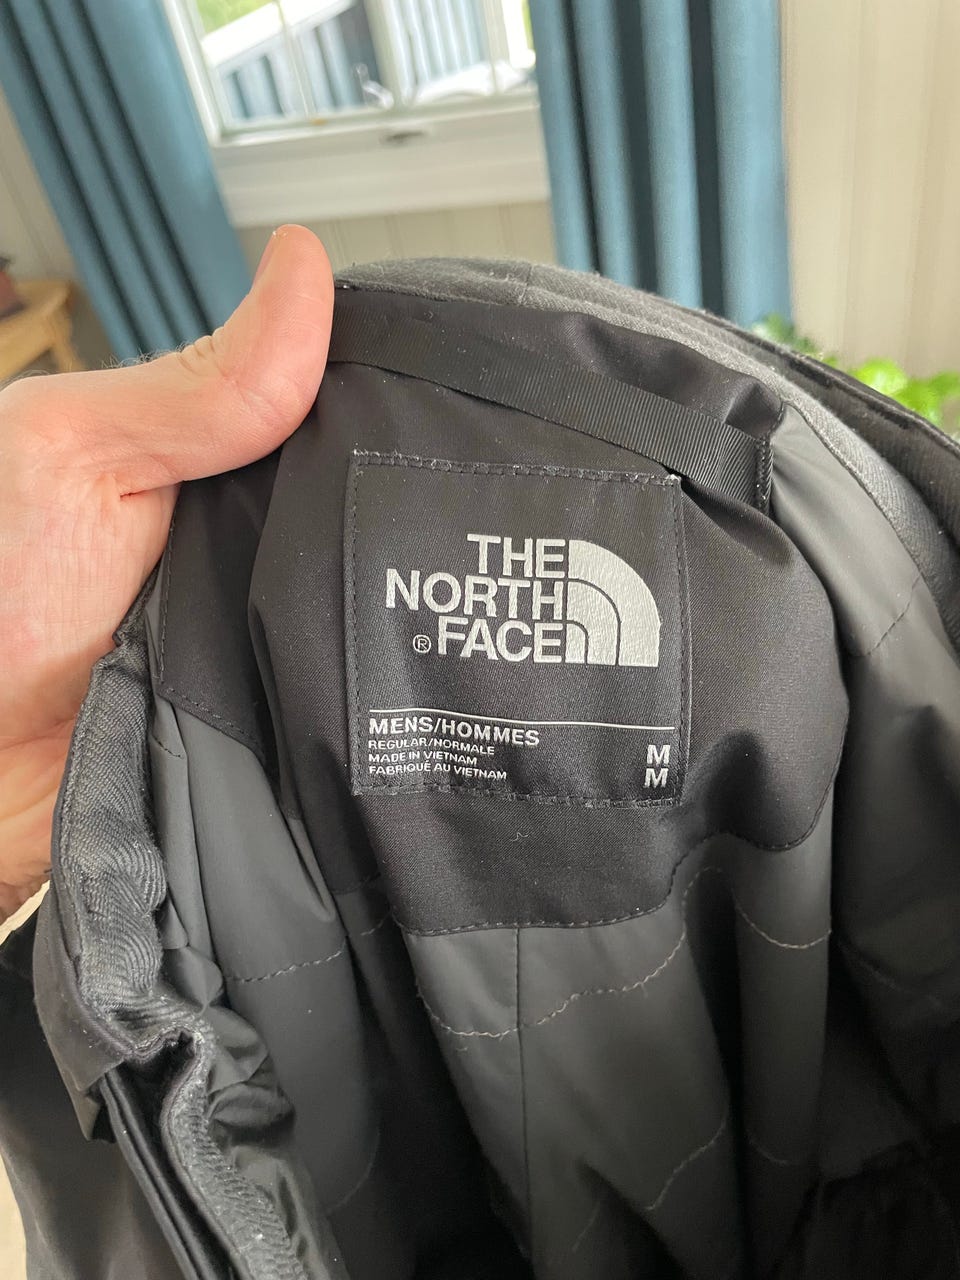 THE
NORTH
® FACE
MENS/HOMMES
REGULAR/NORMALE M
MADE IN VIETNAM
FABRIQUÉ AU VIETNAM M